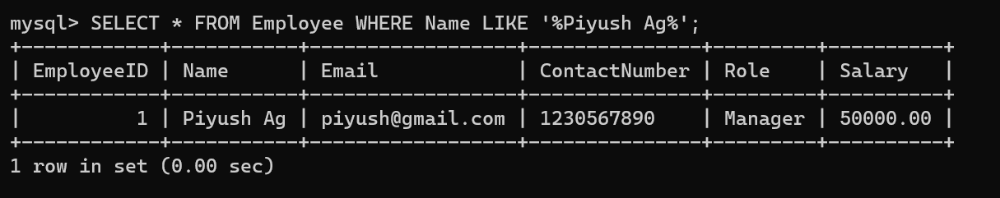 mysql> SELECT * FROM Employee WHERE Name LIKE '%Piyush Ag%';
+------------+-----------+------------------+---------------+---------+----------+
| EmployeeID | Name      | Email            | ContactNumber | Role    | Salary   |
+------------+-----------+------------------+---------------+---------+----------+
|          1 | Piyush Ag | piyush@gmail.com | 1230567890    | Manager | 50000.00 |
+------------+-----------+------------------+---------------+---------+----------+
1 row in set (0.00 sec)